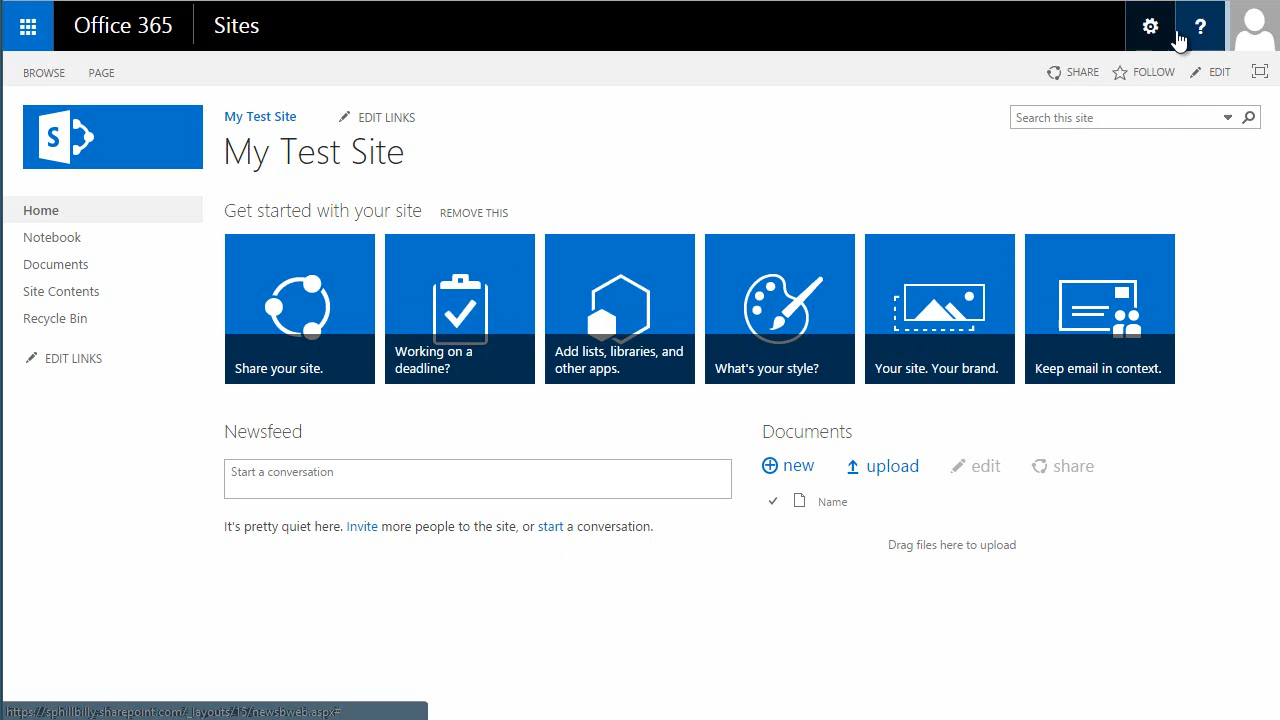 Office 365
Sites
?
BROWSE
PAGE
SHARE
FOLLOW
EDIT
S
My Test Site
EDIT LINKS
Search this site
My Test Site
Home
Notebook
Documents
Site Contents
Recycle Bin
EDIT LINKS
Get started with your site
REMOVE THIS
Share your site.
Working on a
deadline?
Add lists, libraries, and
other apps.
What's your style?
Your site. Your brand.
Keep email in context.
Newsfeed
Start a conversation
It's pretty quiet here. Invite more people to the site, or start a conversation.
Documents
new
upload
edit
share
Name
Drag files here to upload
https://sphillbilly.sharepoint.com/_layouts/15/newsbweb.aspx#